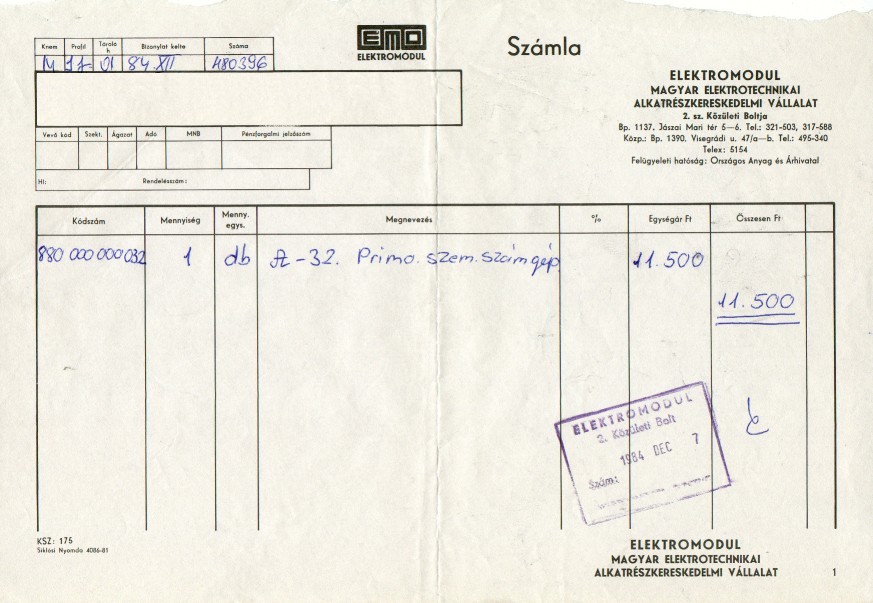 EMO
ELEKTROMODUL
Számla
Knem Profil Tároló h Bizonylat kelte Száma
M 17- 01 84. XII 480396
ELEKTROMODUL
MAGYAR ELEKTROTECHNIKAI
ALKATRÉSZKERESKEDELMI VÁLLALAT
2. sz. Közületi Boltja
Bp. 1137. Jászai Mari tér 5—6. Tel.: 321-503, 317-588
Közp.: Bp. 1390. Visegrádi u. 47/a—b. Tel.: 495-340
Telex: 5154
Felügyeleti hatóság: Országos Anyag és Árhivatal
Vevő kód Szekt. Ágazat Adó MNB Pénzforgalmi jelzőszám
HI: Rendelésszám:
Kódszám Mennyiség Menny. egys. Megnevezés % Egységár Ft Összesen Ft
880 000 000 032 1 db A-32. Primo. szem. számgép 11.500
11.500
ELEKTROMODUL
2. Közületi Bolt
1984 DEC 7
Szám:
KSZ: 175
Siklósi Nyomda 4086-81
ELEKTROMODUL
MAGYAR ELEKTROTECHNIKAI
ALKATRÉSZKERESKEDELMI VÁLLALAT
1